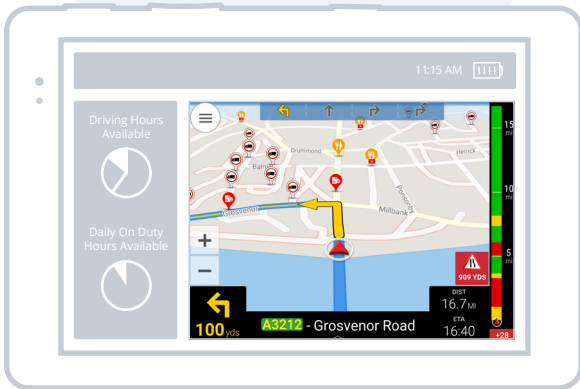 11:15 AM
Driving Hours
Available
Daily On Duty
Hours Available
Drummond
Herrick
Ponsonby
Grosvenor
Millbank
+
−
15
mi
10
mi
5
mi
909 YDS
100 yds
A3212 - Grosvenor Road
DIST
16.7 MI
ETA
16:40
+28